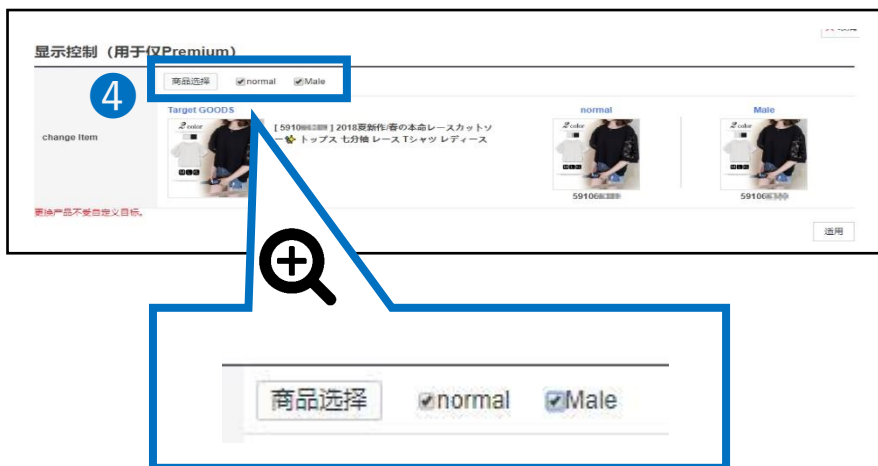 显示控制（用于仅Premium）
4
商品选择 normal Male
Target GOODS
normal
Male
change Item
2 color
M L XL
2018夏新作/春の本命レースカットソ
ー トップス 七分袖 レース Tシャツ レディース
2 color
2 color
更换产品不受自定义目标。
适用
商品选择 normal Male